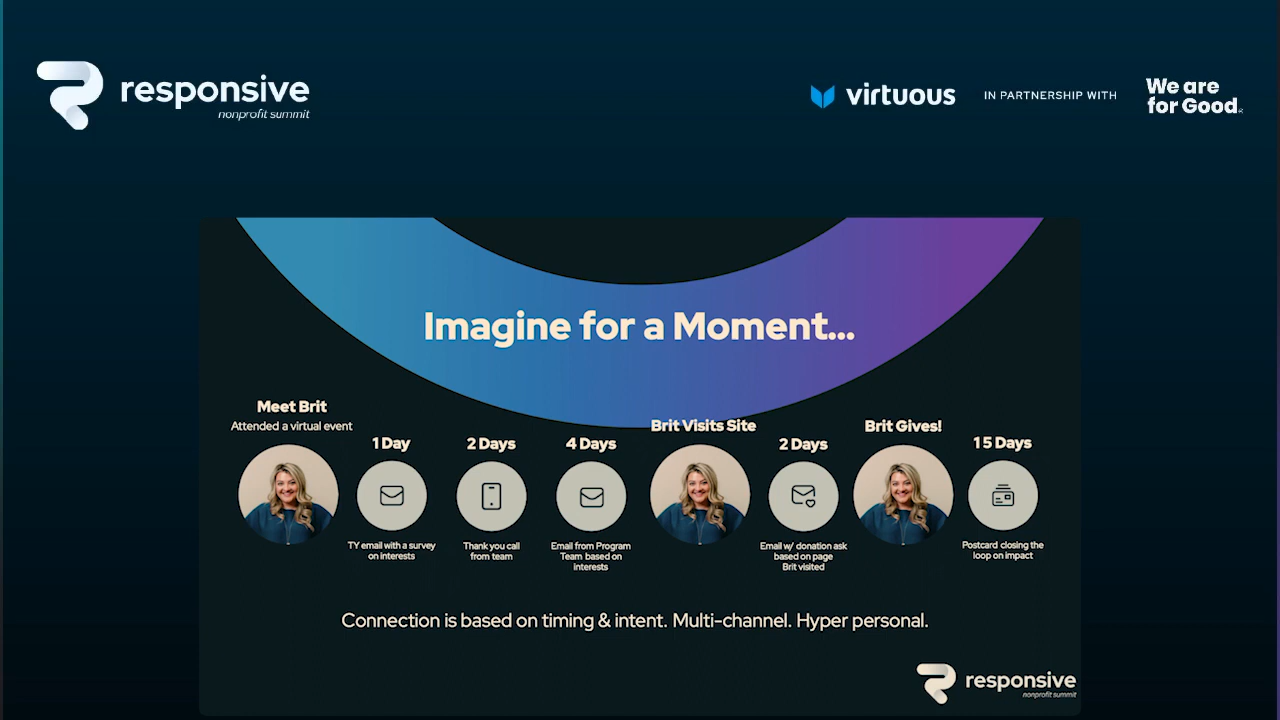 responsive
nonprofit summit
virtuous
IN PARTNERSHIP WITH
We are
for Good.
Imagine for a Moment...
Meet Brit
Attended a virtual event
1 Day
TY email with a survey
on interests
2 Days
Thank you call
from team
4 Days
Email from Program
Team based on
interests
Brit Visits Site
2 Days
Email w/ donation ask
based on page
Brit visited
Brit Gives!
15 Days
Postcard closing the
loop on impact
Connection is based on timing & intent. Multi-channel. Hyper personal.
responsive
nonprofit summit